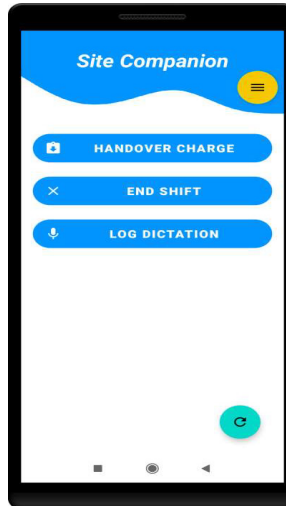 Site Companion
HANDOVER CHARGE
END SHIFT
LOG DICTATION